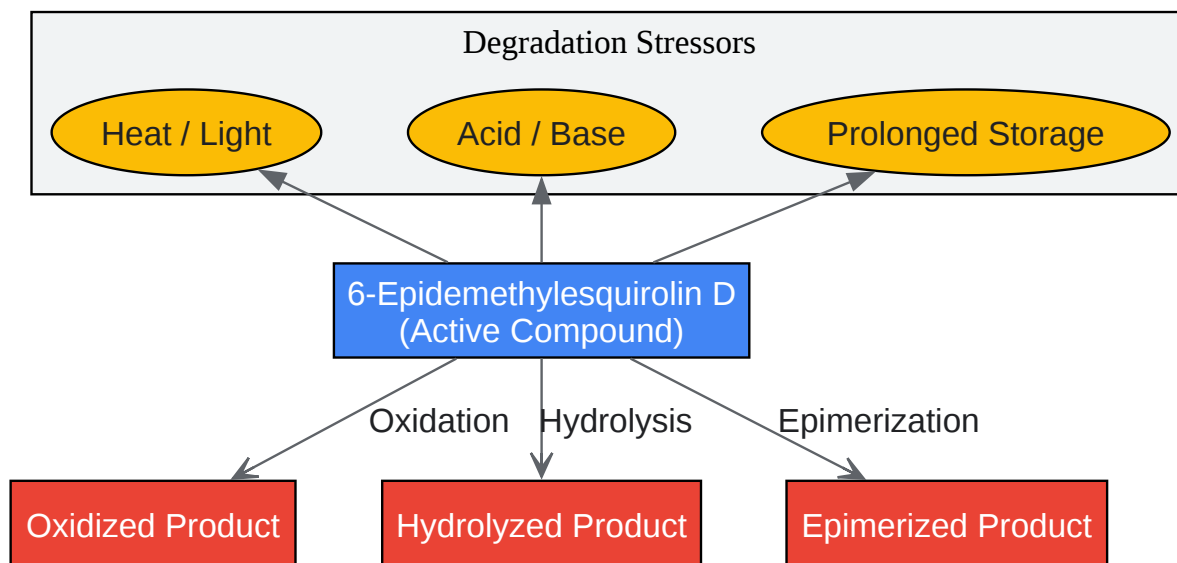 Degradation Stressors
Heat / Light
Acid / Base
Prolonged Storage
6-Epidemethylesquirolin D
(Active Compound)
Oxidation
Hydrolysis
Epimerization
Oxidized Product
Hydrolyzed Product
Epimerized Product